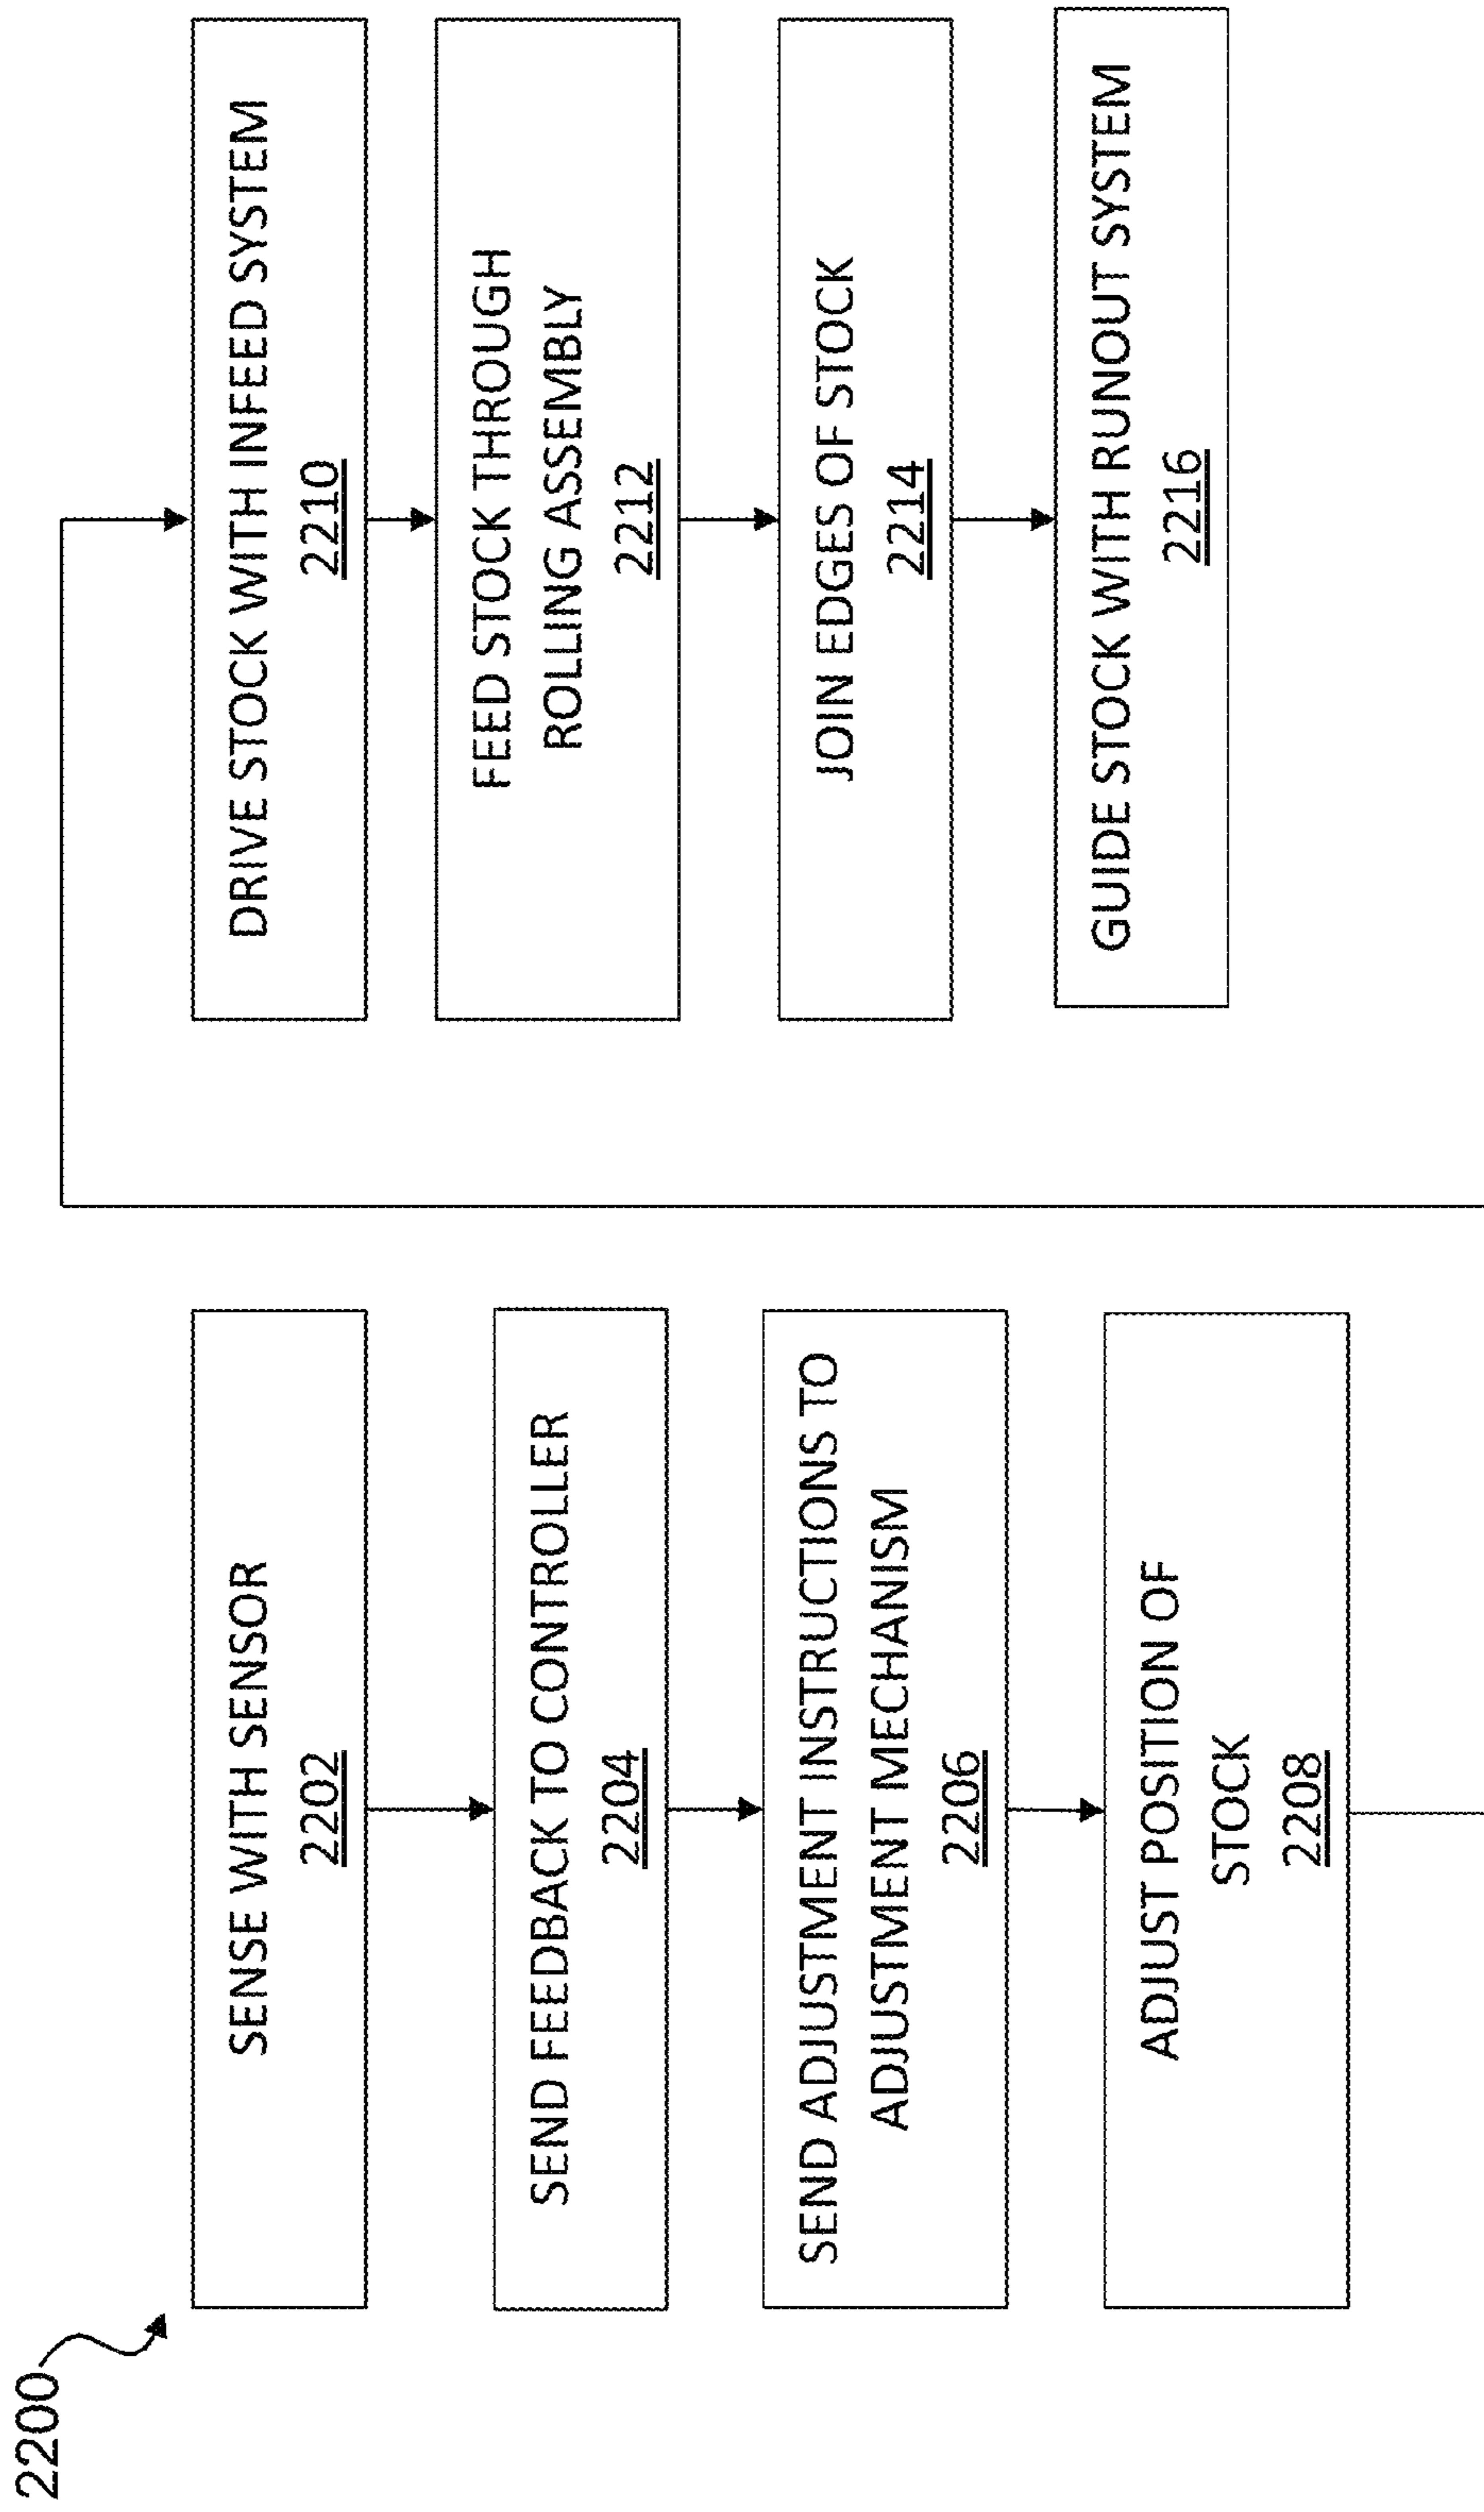 2200
SENSE WITH SENSOR
2202
SEND FEEDBACK TO CONTROLLER
2204
SEND ADJUSTMENT INSTRUCTIONS TO
ADJUSTMENT MECHANISM
2206
ADJUST POSITION OF
STOCK
2208
DRIVE STOCK WITH INFEED SYSTEM
2210
FEED STOCK THROUGH
ROLLING ASSEMBLY
2212
JOIN EDGES OF STOCK
2214
GUIDE STOCK WITH RUNOUT SYSTEM
2216